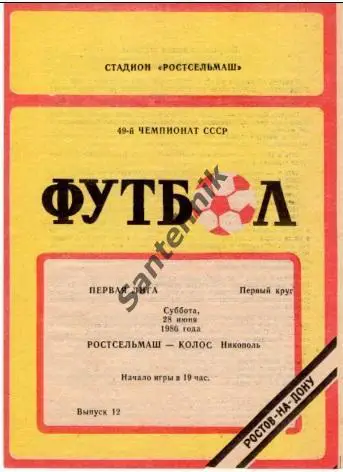 СТАДИОН «РОСТСЕЛЬМАШ»
49-й ЧЕМПИОНАТ СССР
ФУТБОЛ
ПЕРВАЯ ЛИГА Первый круг
Суббота,
28 июня
1986 года
РОСТСЕЛЬМАШ — КОЛОС Никополь
Начало игры в 19 час.
Выпуск 12
РОСТОВ-НА-ДОНУ
Santehnik